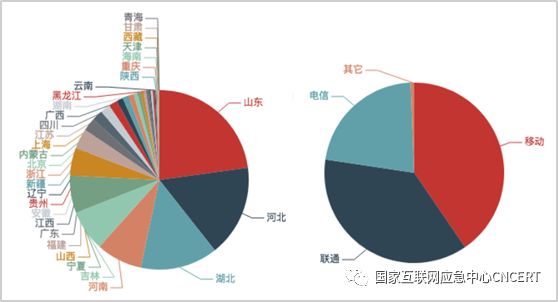 青海
甘肃
西藏
天津
海南
重庆
陕西
云南
黑龙江
湖南
广西
四川
江苏
上海
内蒙古
北京
浙江
新疆
辽宁
贵州
安徽
江西
广东
福建
山西
宁夏
吉林
河南
湖北
河北
山东
其它
电信
移动
联通
国家互联网应急中心CNCERT